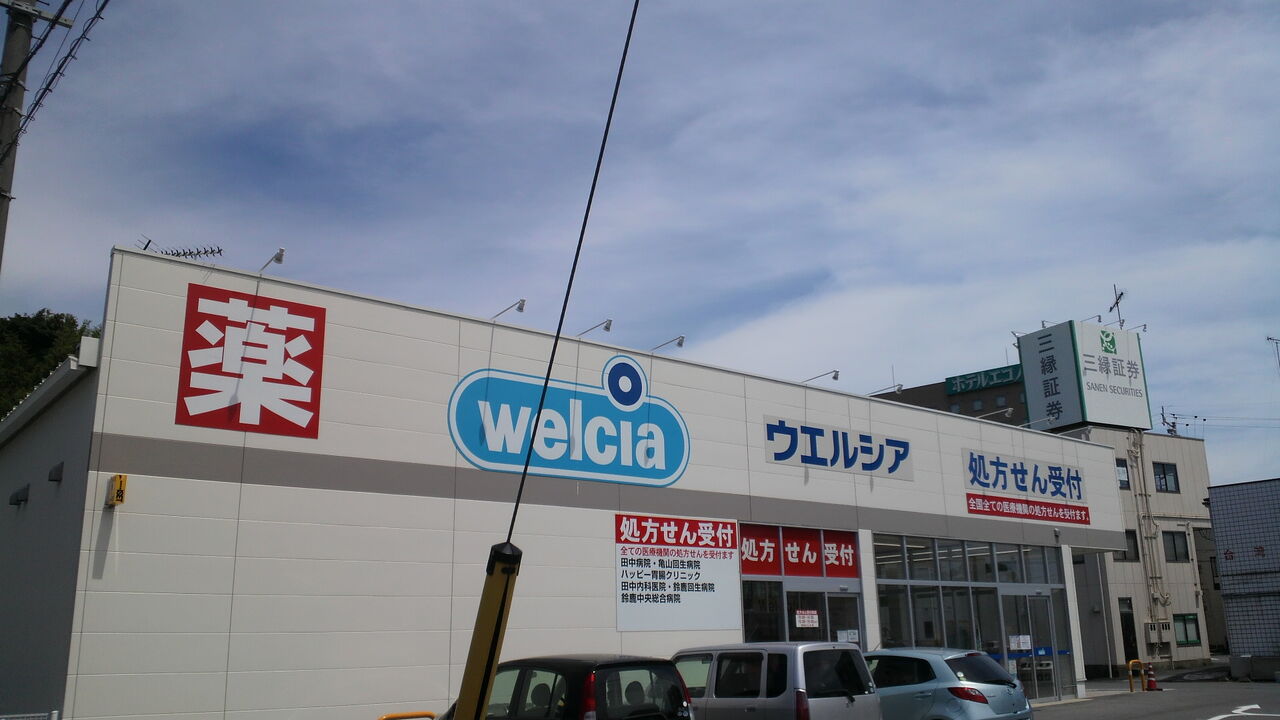 薬
welcia
ウエルシア
処方せん受付
全国全ての医療機関の処方せんを受付ます。
処方せん受付
全ての医療機関の処方せんを受付ます
田中病院・亀山回生病院
ハッピー胃腸クリニック
田中内科医院・鈴鹿回生病院
鈴鹿中央総合病院
処方せん受付
ホテルエコノ
三縁証券
三縁証券
SANEN SECURITIES